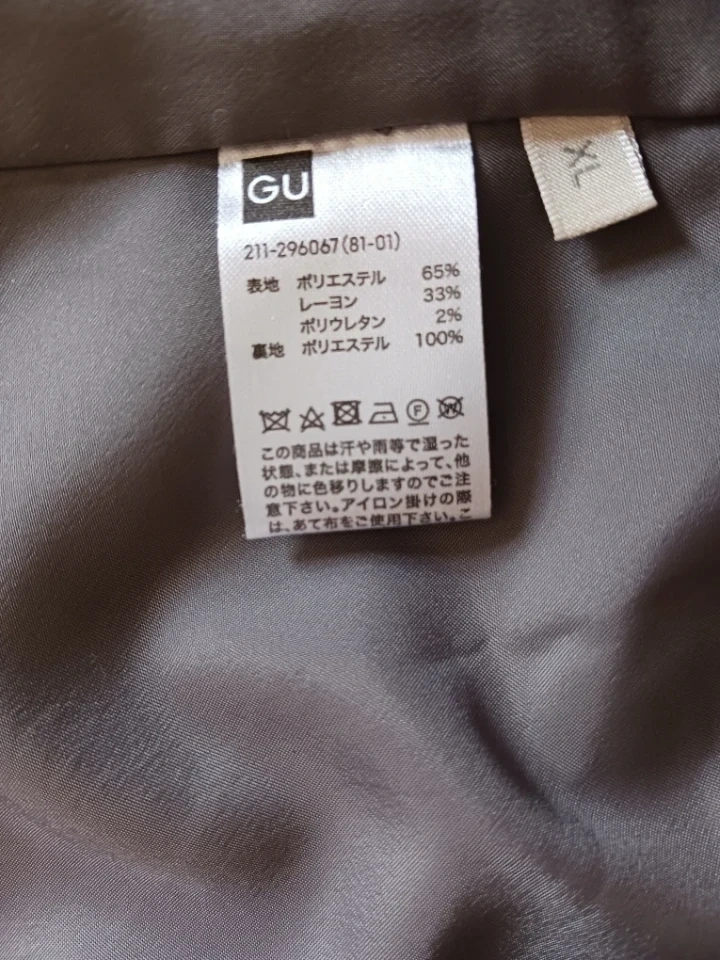 GU
XL
211-296067(81-01)
表地 ポリエステル 65%
レーヨン 33%
ポリウレタン 2%
裏地 ポリエステル 100%
F W
この商品は汗や雨等で湿った
状態、または摩擦によって、他
の物に色移りしますのでご注
意下さい。アイロン掛けの際
は、あて布をご使用下さい。こ